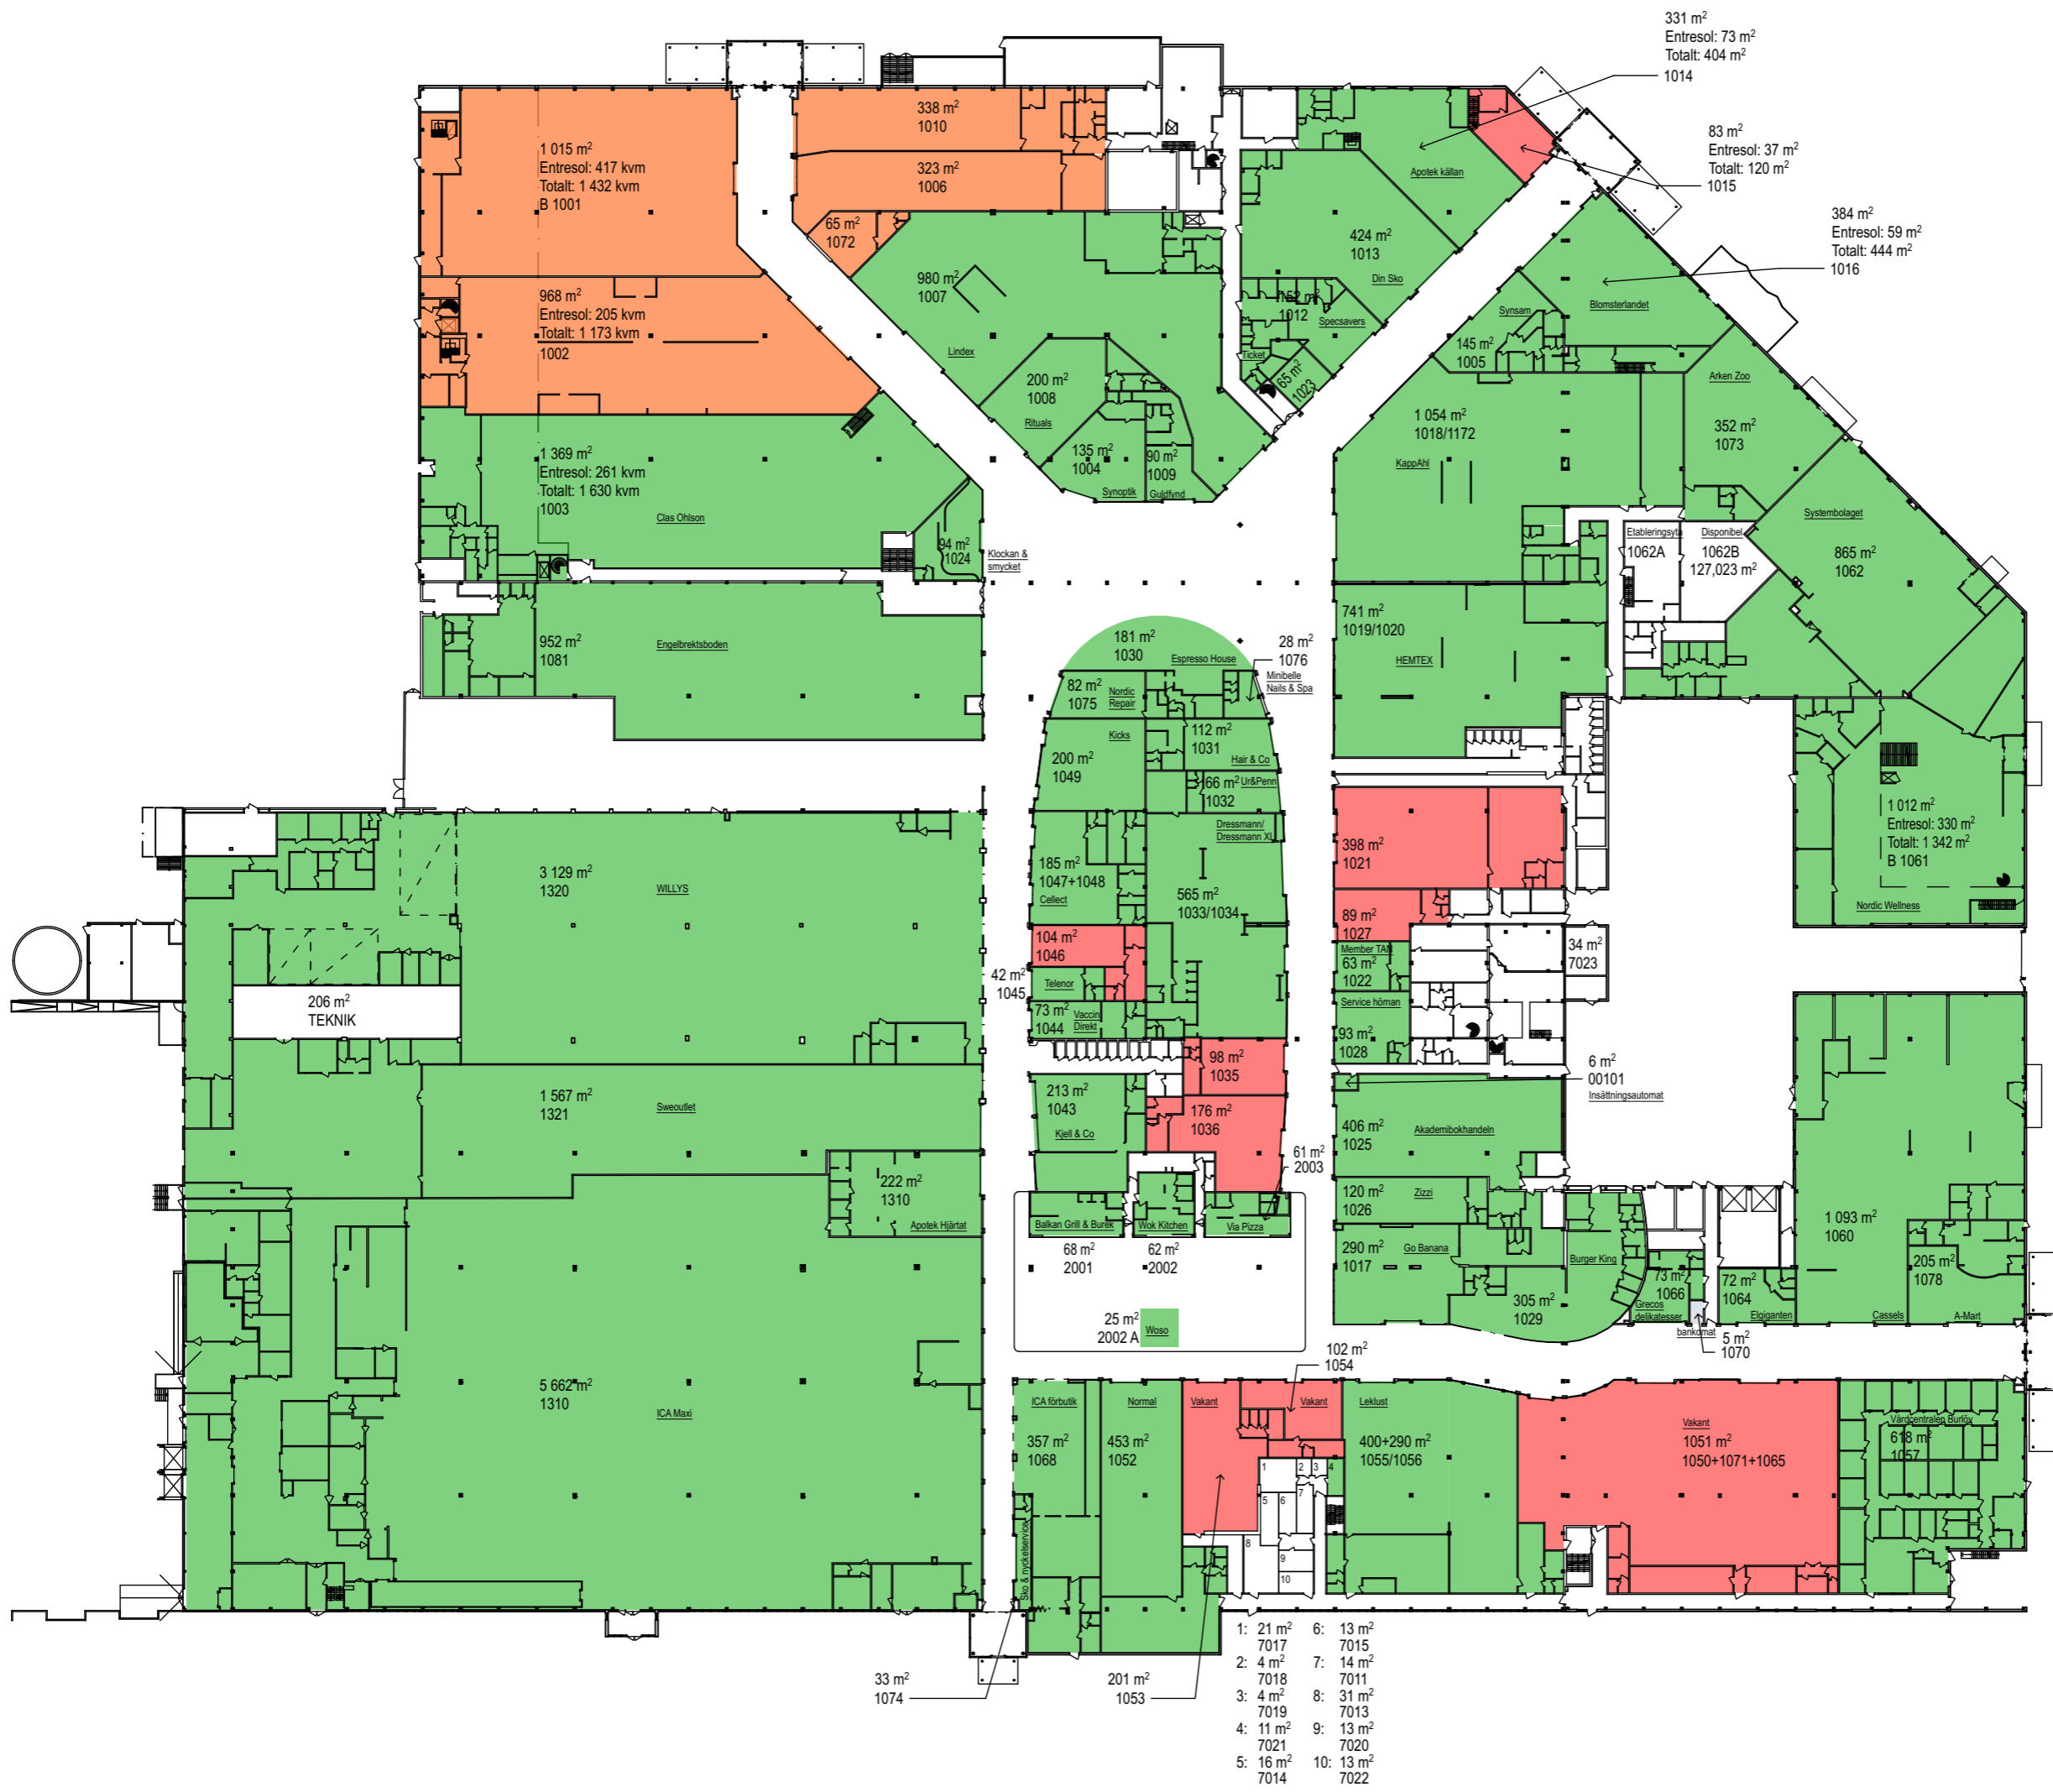 331 m²
Entresol: 73 m²
Totalt: 404 m²
1014
83 m²
Entresol: 37 m²
Totalt: 120 m²
1015
384 m²
Entresol: 59 m²
Totalt: 444 m²
1016
1 015 m²
Entresol: 417 kvm
Totalt: 1 432 kvm
B 1001
338 m²
1010
323 m²
1006
65 m²
1072
968 m²
Entresol: 205 kvm
Totalt: 1 173 kvm
1002
980 m²
1007
Lindex
200 m²
1008
Rituals
135 m²
1004
Synoptik
90 m²
1009
Guldfynd
Apotek källan
424 m²
1013
Din Sko
152 m²
1012
Specsavers
Ticket
65 m²
1023
Blomsterlandet
Synsam
145 m²
1005
Arken Zoo
352 m²
1073
1 054 m²
1018/1172
KappAhl
1 369 m²
Entresol: 261 kvm
Totalt: 1 630 kvm
1003
Clas Ohlson
94 m²
1024
Klockan &
smycket
Etableringsyta
1062A
Disponibel
1062B
127,023 m²
Systembolaget
865 m²
1062
952 m²
1081
Engelbrektsboden
181 m²
1030
Espresso House
28 m²
1076
Minibelle
Nails & Spa
741 m²
1019/1020
HEMTEX
82 m²
1075
Nordic
Repair
Kicks
200 m²
1049
112 m²
1031
Hair & Co
66 m²
1032
Ur&Penn
Dressmann/
Dressmann XL
565 m²
1033/1034
185 m²
1047+1048
Cellect
398 m²
1021
1 012 m²
Entresol: 330 m²
Totalt: 1 342 m²
B 1061
Nordic Wellness
3 129 m²
1320
WILLYS
104 m²
1046
42 m²
1045
Telenor
73 m²
1044
Vaccin
Direkt
89 m²
1027
Member TAN
63 m²
1022
Service hörnan
93 m²
1028
34 m²
7023
206 m²
TEKNIK
98 m²
1035
6 m²
00101
Insättningsautomat
1 567 m²
1321
Sweoutlet
213 m²
1043
Kjell & Co
176 m²
1036
406 m²
1025
Akademibokhandeln
61 m²
2003
222 m²
1310
Apotek Hjärtat
120 m²
1026
Zizzi
Balkan Grill & Burek
Wok Kitchen
Via Pizza
68 m²
2001
62 m²
2002
290 m²
1017
Go Banana
Burger King
305 m²
1029
73 m²
1066
Grecos
delikatesser
72 m²
1064
Elgiganten
1 093 m²
1060
Cassels
205 m²
1078
A-Mart
25 m²
2002 A
Woso
bankomat
5 m²
1070
102 m²
1054
5 662 m²
1310
ICA Maxi
ICA förbutik
357 m²
1068
Normal
453 m²
1052
Vakant
Vakant
Leklust
400+290 m²
1055/1056
Vakant
1051 m²
1050+1071+1065
Vårdcentralen Burlöv
618 m²
1057
1
2
3
4
5
6
7
8
9
10
Sko & nyckelservice
33 m²
1074
201 m²
1053
1: 21 m² 6: 13 m²
7017 7015
2: 4 m² 7: 14 m²
7018 7011
3: 4 m² 8: 31 m²
7019 7013
4: 11 m² 9: 13 m²
7021 7020
5: 16 m² 10: 13 m²
7014 7022